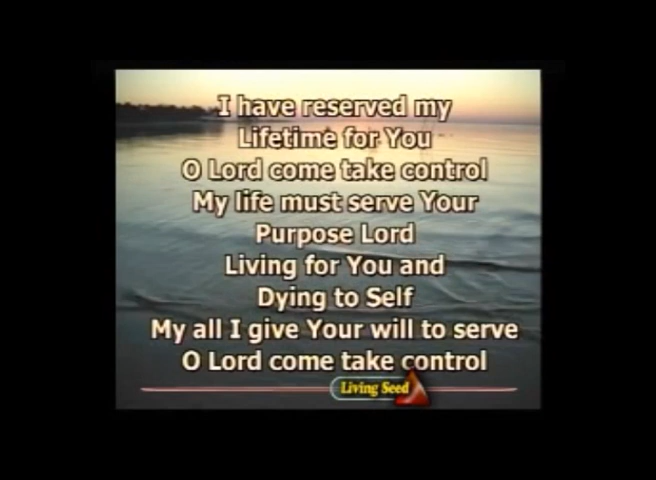 I have reserved my
Lifetime for You
O Lord come take control
My life must serve Your
Purpose Lord
Living for You and
Dying to Self
My all I give Your will to serve
O Lord come take control
Living Seed